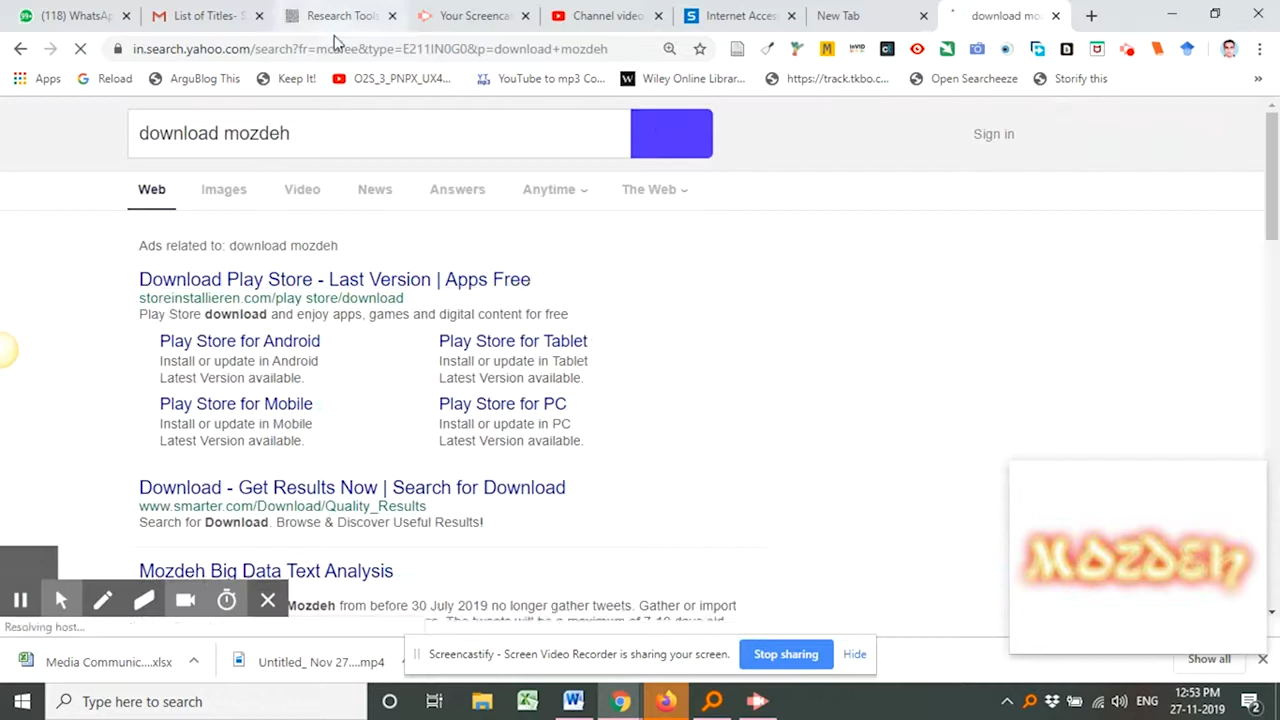 (118) WhatsAp
List of Titles- S
Research Tools
Your Screencas
Channel video
Internet Acces
New Tab
download mo
in.search.yahoo.com/search?fr=mcafee&type=E211IN0G0&p=download+mozdeh
Apps
Reload
ArguBlog This
Keep It!
O2S_3_PNPX_UX4...
YouTube to mp3 Co...
Wiley Online Librar...
https://track.tkbo.c...
Open Searcheeze
Storify this
download mozdeh
Sign in
Web
Images
Video
News
Answers
Anytime
The Web
Ads related to: download mozdeh
Download Play Store - Last Version | Apps Free
storeinstallieren.com/play store/download
Play Store download and enjoy apps, games and digital content for free
Play Store for Android
Play Store for Tablet
Install or update in Android
Install or update in Tablet
Latest Version available.
Latest Version available.
Play Store for Mobile
Play Store for PC
Install or update in Mobile
Install or update in PC
Latest Version available.
Latest Version available.
Download - Get Results Now | Search for Download
www.smarter.com/Download/Quality_Results
Search for Download. Browse & Discover Useful Results!
Mozdeh Big Data Text Analysis
Mozdeh from before 30 July 2019 no longer gather tweets. Gather or import
MOZDEH
Resolving host...
Media Communic....xlsx
Untitled_ Nov 27....mp4
Screencastify - Screen Video Recorder is sharing your screen.
Stop sharing
Hide
Show all
Type here to search
ENG
12:53 PM
27-11-2019
2